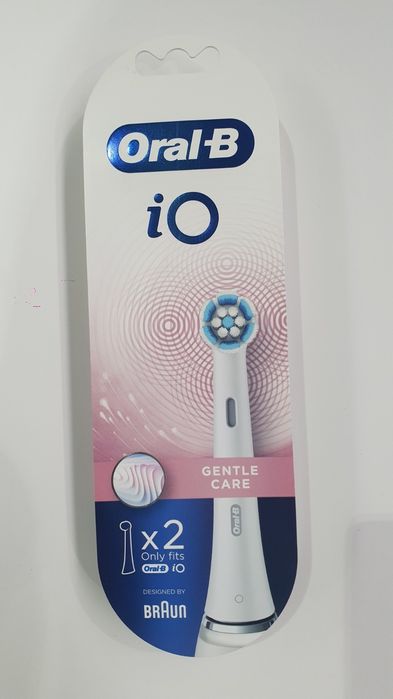 Oral-B
iO
GENTLE
CARE
Oral-B
x2
Only fits
Oral-B iO
DESIGNED BY
BRAUN